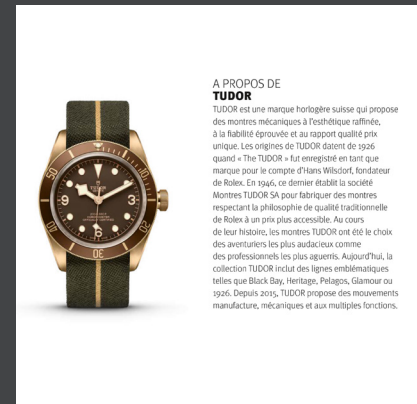 A PROPOS DE
TUDOR
TUDOR est une marque horlogère suisse qui propose
des montres mécaniques à l'esthétique raffinée,
à la fiabilité éprouvée et au rapport qualité prix
unique. Les origines de TUDOR datent de 1926
quand « The TUDOR » fut enregistré en tant que
marque pour le compte d'Hans Wilsdorf, fondateur
de Rolex. En 1946, ce dernier établit la société
Montres TUDOR SA pour fabriquer des montres
respectant la philosophie de qualité traditionnelle
de Rolex à un prix plus accessible. Au cours
de leur histoire, les montres TUDOR ont été le choix
des aventuriers les plus audacieux comme
des professionnels les plus aguerris. Aujourd'hui, la
collection TUDOR inclut des lignes emblématiques
telles que Black Bay, Heritage, Pelagos, Glamour ou
1926. Depuis 2015, TUDOR propose des mouvements
manufacture, mécaniques et aux multiples fonctions.
TUDOR